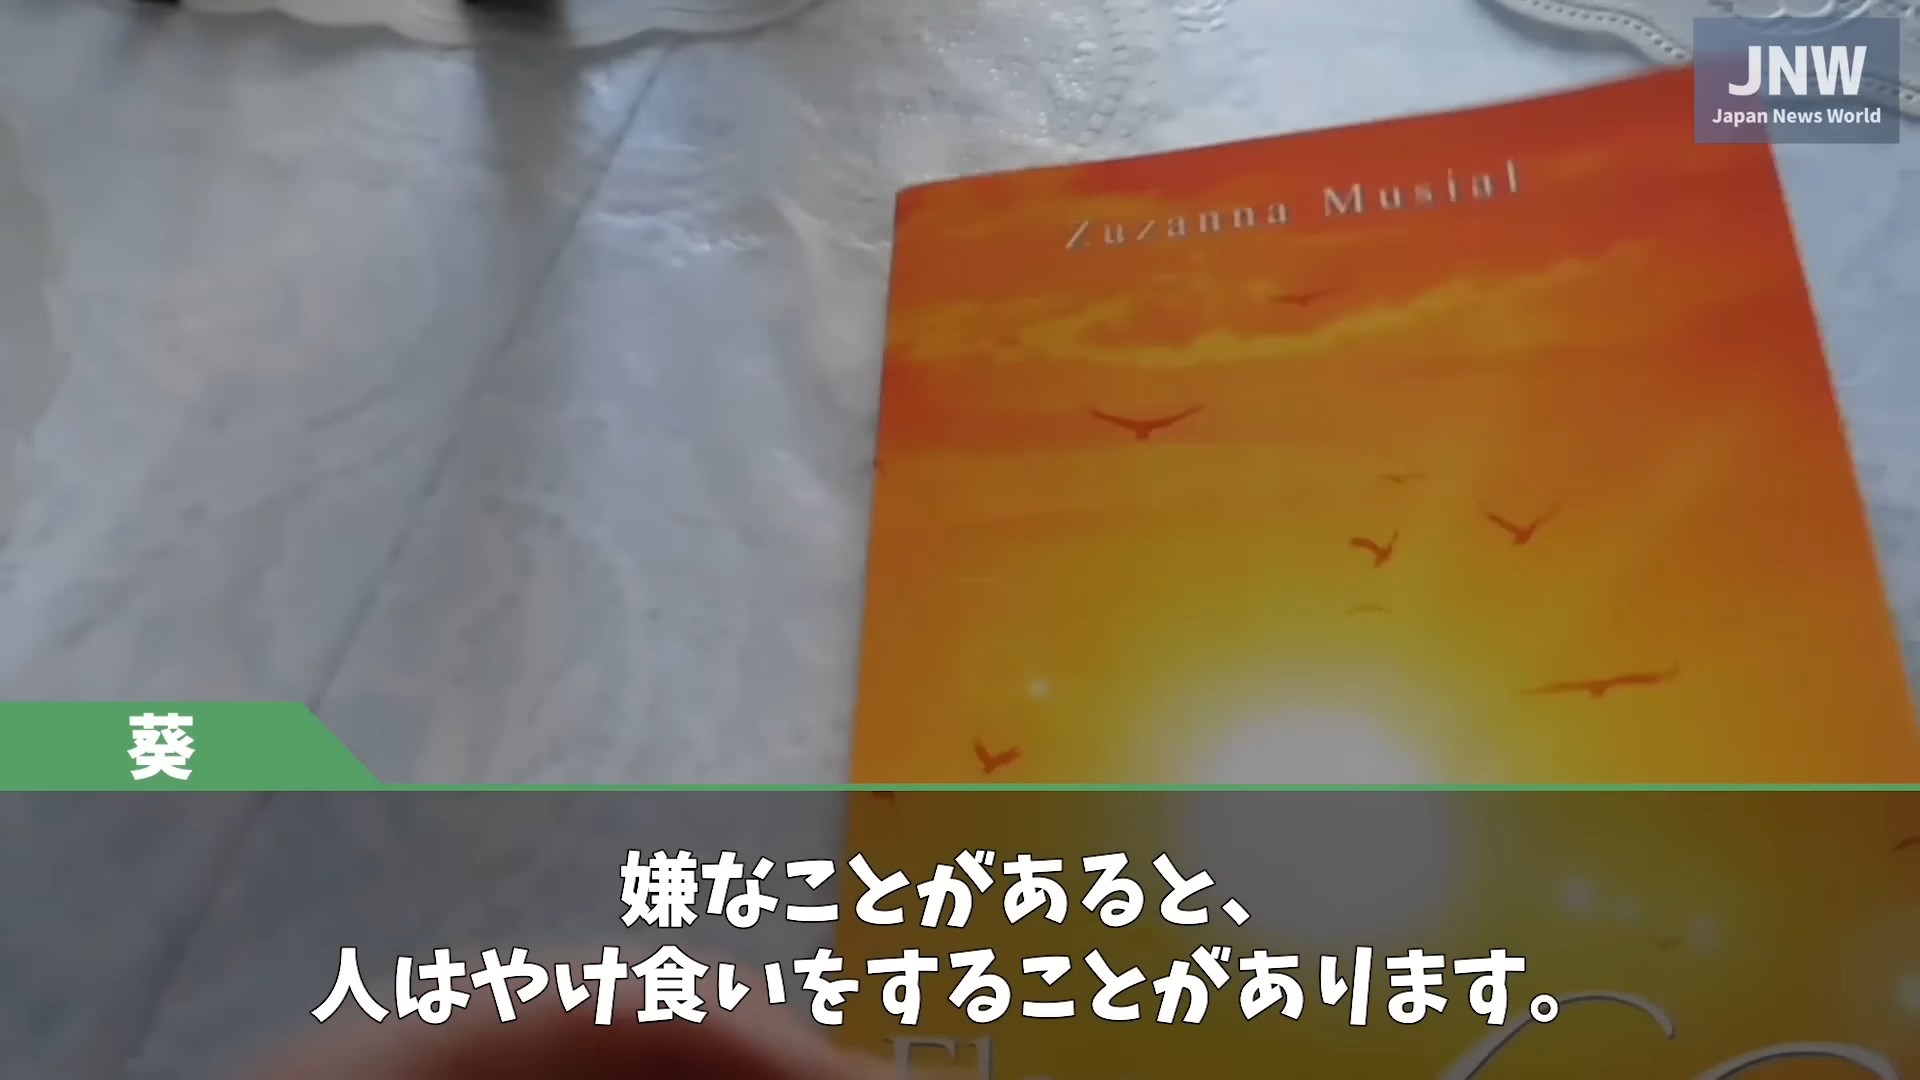 JNW
Japan News World
Zuzanna Musiał
葵
嫌なことがあると、
人はやけ食いをすることがあります。